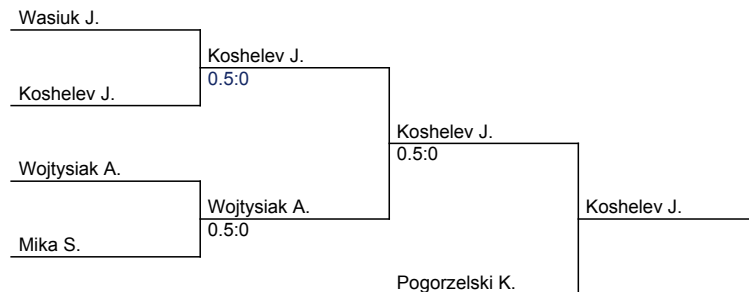 Wasiuk J.
Koshelev J.
0.5:0
Koshelev J.
Koshelev J.
0.5:0
Wojtysiak A.
Wojtysiak A.
0.5:0
Koshelev J.
Mika S.
Pogorzelski K.